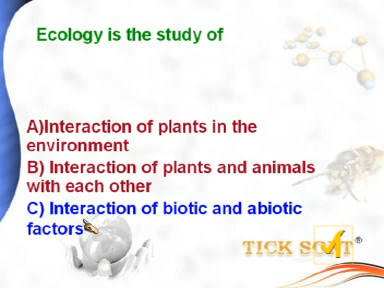 Ecology is the study of
A)Interaction of plants in the
environment
B) Interaction of plants and animals
with each other
C) Interaction of biotic and abiotic
factors
TICK SOFT ®